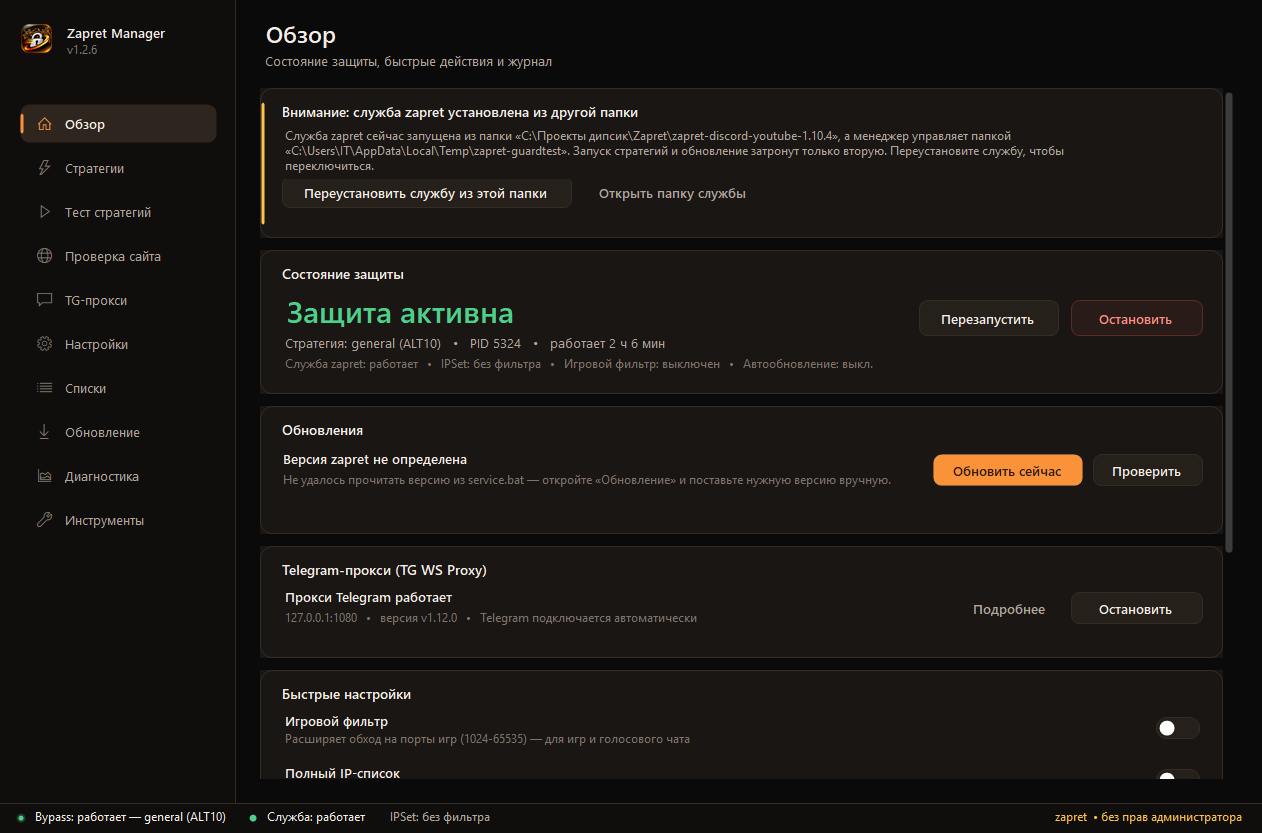 Zapret Manager
v1.2.6
Обзор
Стратегии
Тест стратегий
Проверка сайта
TG-прокси
Настройки
Списки
Обновление
Диагностика
Инструменты
Обзор
Состояние защиты, быстрые действия и журнал
Внимание: служба zapret установлена из другой папки
Служба zapret сейчас запущена из папки «C:\Проекты дипсик\Zapret\zapret-discord-youtube-1.10.4», а менеджер управляет папкой
«C:\Users\IT\AppData\Local\Temp\zapret-guardtest». Запуск стратегий и обновление затронут только вторую. Переустановите службу, чтобы
переключиться.
Переустановить службу из этой папки Открыть папку службы
Состояние защиты
Защита активна
Перезапустить Остановить
Стратегия: general (ALT10) • PID 5324 • работает 2 ч 6 мин
Служба zapret: работает • IPSet: без фильтра • Игровой фильтр: выключен • Автообновление: выкл.
Обновления
Версия zapret не определена
Не удалось прочитать версию из service.bat — откройте «Обновление» и поставьте нужную версию вручную.
Обновить сейчас Проверить
Telegram-прокси (TG WS Proxy)
Прокси Telegram работает
127.0.0.1:1080 • версия v1.12.0 • Telegram подключается автоматически
Подробнее Остановить
Быстрые настройки
Игровой фильтр
Расширяет обход на порты игр (1024-65535) — для игр и голосового чата
Полный IP-список
Bypass: работает — general (ALT10) Служба: работает IPSet: без фильтра zapret • без прав администратора